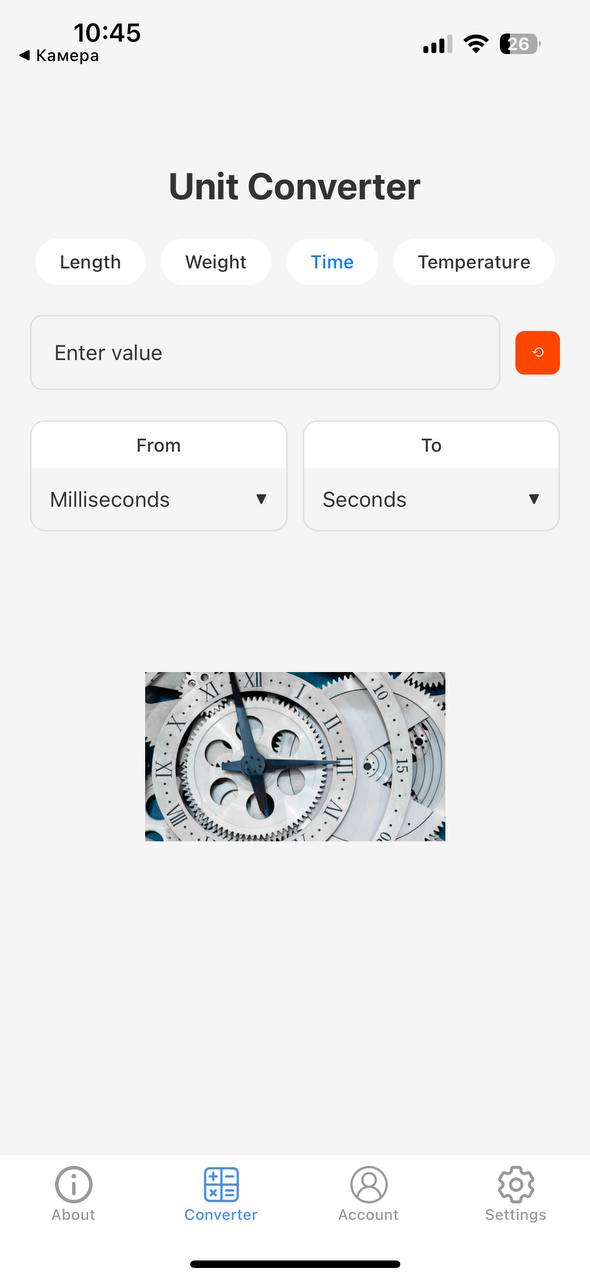 10:45
26
◀ Камера
Unit Converter
Length Weight Time Temperature
Enter value
From To
Milliseconds ▼ Seconds ▼
XI XII I 10
X II
IX III 15
VIII IV
About Converter Account Settings